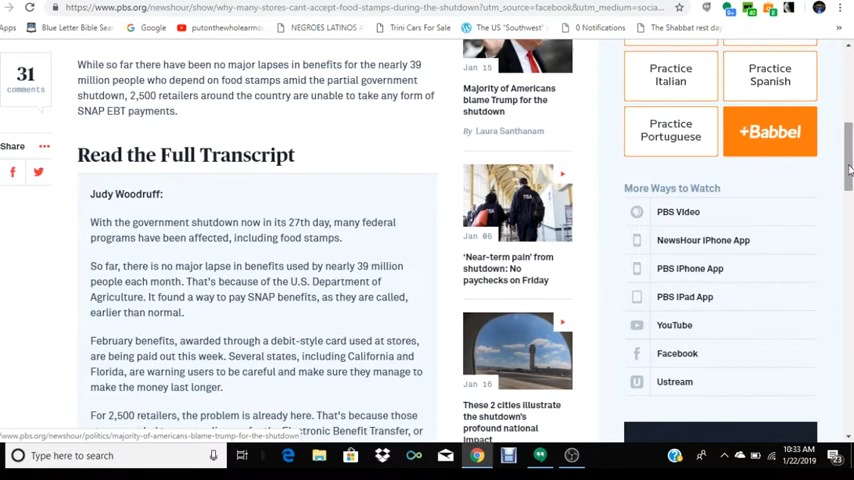 https://www.pbs.org/newshour/show/why-many-stores-cant-accept-food-stamps-during-the-shutdown?utm_source=facebook&utm_medium=socia...
Blue Letter Bible Searc
Google
putonthewholearmor
NEGROES LATINOS A
Trini Cars For Sale
The US "Southwest"
0 Notifications
The Shabbat rest day
31
comments
Share
While so far there have been no major lapses in benefits for the nearly 39
million people who depend on food stamps amid the partial government
shutdown, 2,500 retailers around the country are unable to take any form of
SNAP EBT payments.
Read the Full Transcript
Judy Woodruff:
With the government shutdown now in its 27th day, many federal
programs have been affected, including food stamps.
So far, there is no major lapse in benefits used by nearly 39 million
people each month. That's because of the U.S. Department of
Agriculture. It found a way to pay SNAP benefits, as they are called,
earlier than normal.
February benefits, awarded through a debit-style card used at stores,
are being paid out this week. Several states, including California and
Florida, are warning users to be careful and make sure they manage to
make the money last longer.
For 2,500 retailers, the problem is already here. That's because those
Electronic Benefit Transfer, or
Jan 15
Majority of Americans
blame Trump for the
shutdown
By Laura Santhanam
TSA
Jan 06
'Near-term pain' from
shutdown: No
paychecks on Friday
Jan 16
These 2 cities illustrate
the shutdown's
profound national
impact
Practice
Italian
Practice
Spanish
Practice
Portuguese
+Babbel
More Ways to Watch
PBS Video
NewsHour iPhone App
PBS iPhone App
PBS iPad App
YouTube
Facebook
Ustream
www.pbs.org/newshour/politics/majority-of-americans-blame-trump-for-the-shutdown
Type here to search
10:33 AM
1/22/2019
23